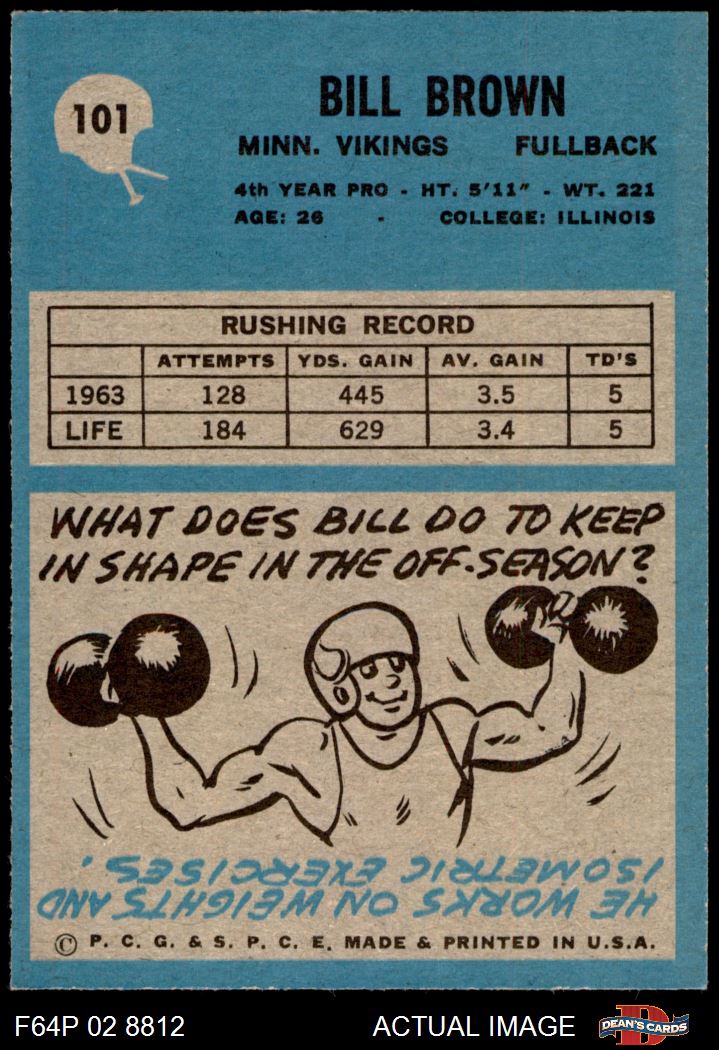 101
BILL BROWN
MINN. VIKINGS FULLBACK
4th YEAR PRO - HT. 5'11" - WT. 221
AGE: 26 - COLLEGE: ILLINOIS
RUSHING RECORD
ATTEMPTS YDS. GAIN AV. GAIN TD'S
1963 128 445 3.5 5
LIFE 184 629 3.4 5
WHAT DOES BILL DO TO KEEP
IN SHAPE IN THE OFF-SEASON?
HE WORKS ON WEIGHTS AND
ISOMETRIC EXERCISES.
© P. C. G. & S. P. C. E. MADE & PRINTED IN U.S.A.
F64P 02 8812 ACTUAL IMAGE D DEAN'S CARDS